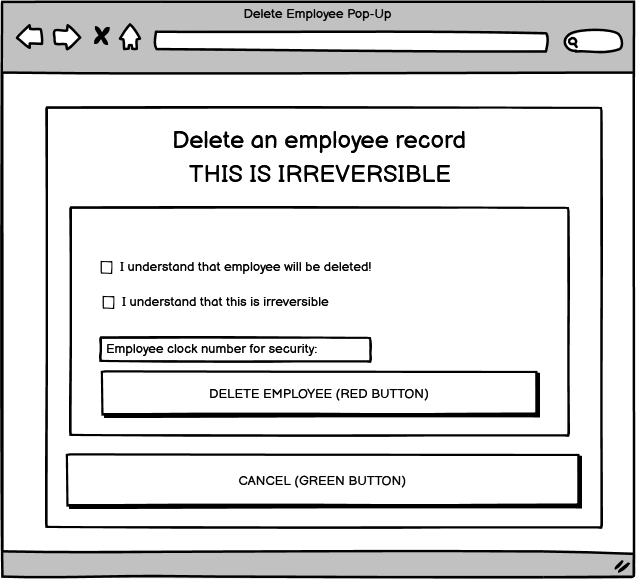 Delete Employee Pop-Up
Delete an employee record
THIS IS IRREVERSIBLE
I understand that employee will be deleted!
I understand that this is irreversible
Employee clock number for security:
DELETE EMPLOYEE (RED BUTTON)
CANCEL (GREEN BUTTON)